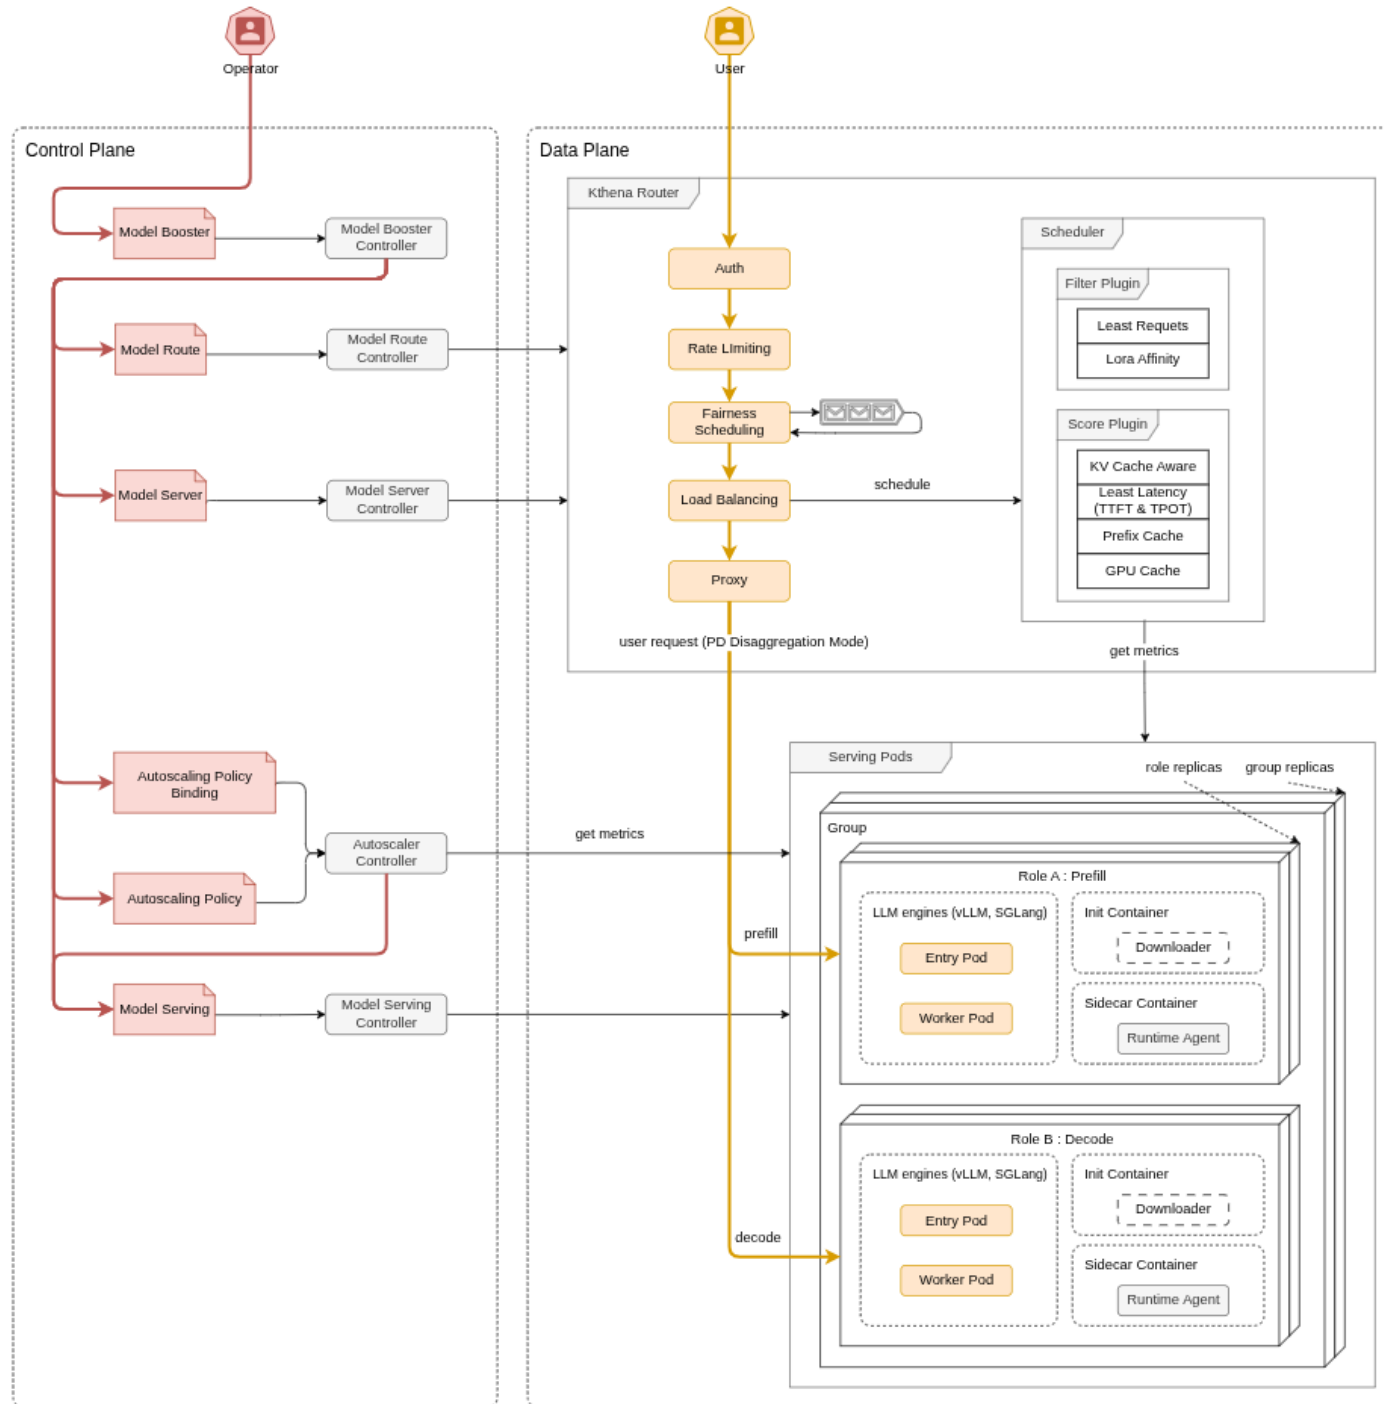 Operator
User
Control Plane
Data Plane
Kthena Router
Model Booster
Model Booster
Controller
Scheduler
Auth
Filter Plugin
Least Requets
Lora Affinity
Model Route
Model Route
Controller
Rate LImiting
Fairness
Scheduling
Score Plugin
KV Cache Aware
Least Latency
(TTFT & TPOT)
Prefix Cache
GPU Cache
Model Server
Model Server
Controller
Load Balancing
schedule
Proxy
user request (PD Disaggregation Mode)
get metrics
Serving Pods
role replicas
group replicas
Autoscaling Policy
Binding
Autoscaler
Controller
get metrics
Autoscaling Policy
Group
Role A : Prefill
LLM engines (vLLM, SGLang)
Entry Pod
Worker Pod
Init Container
Downloader
Sidecar Container
Runtime Agent
prefill
Model Serving
Model Serving
Controller
Role B : Decode
LLM engines (vLLM, SGLang)
Entry Pod
Worker Pod
Init Container
Downloader
Sidecar Container
Runtime Agent
decode